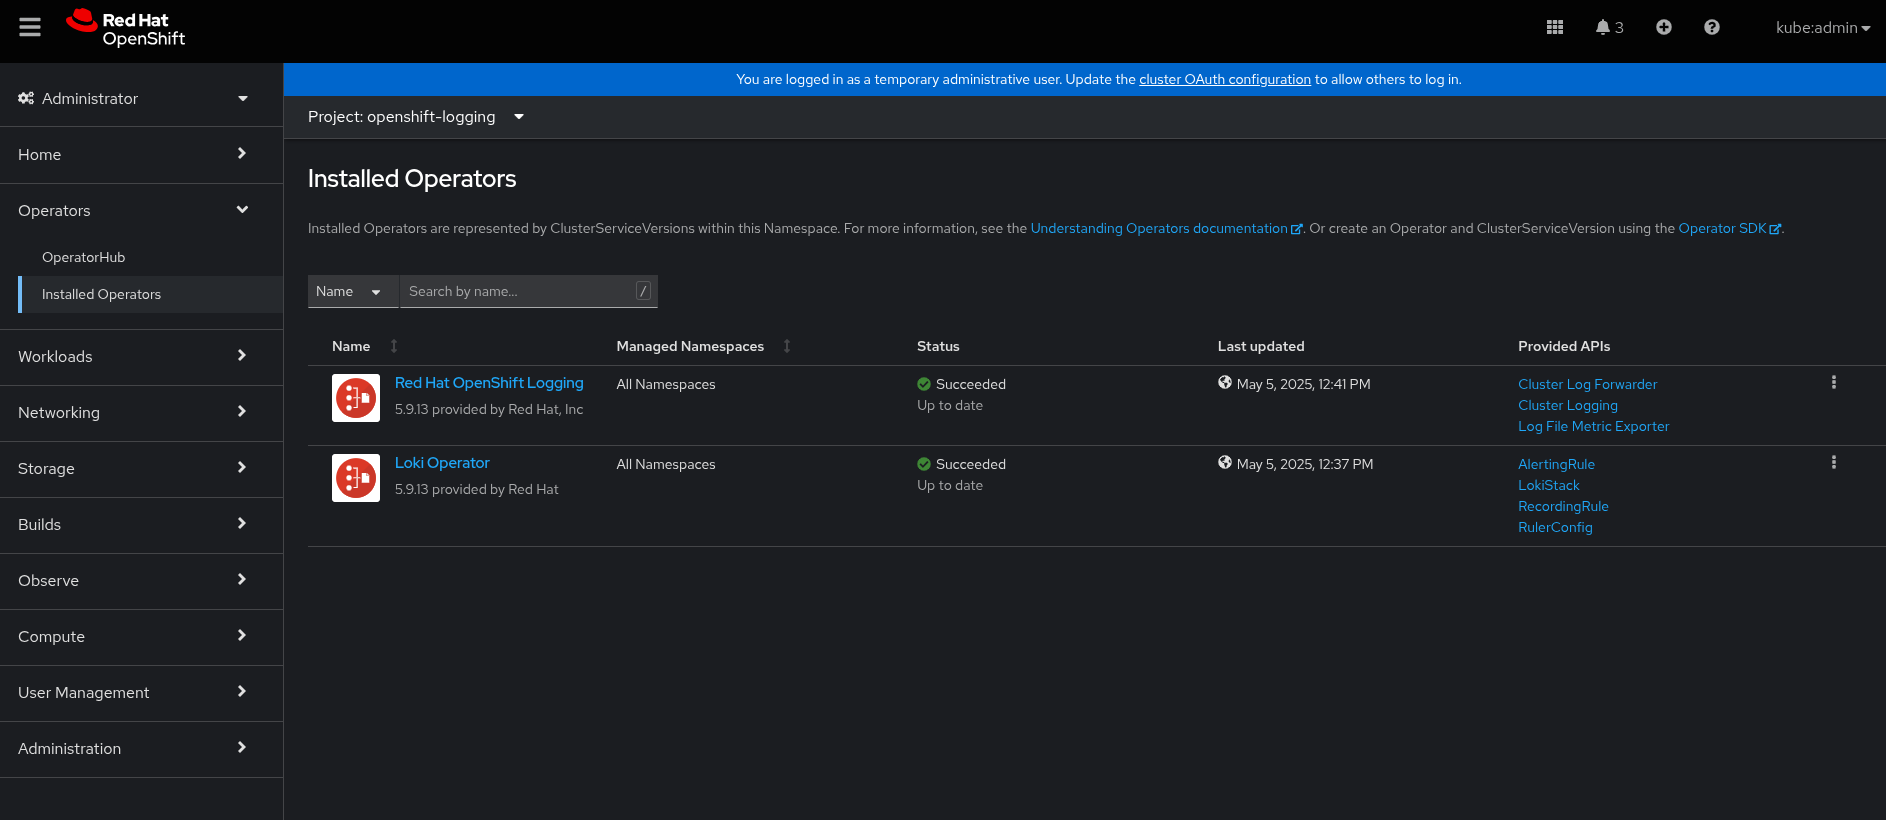 Red Hat
OpenShift
3
kube:admin
You are logged in as a temporary administrative user. Update the cluster OAuth configuration to allow others to log in.
Administrator
Home
Operators
OperatorHub
Installed Operators
Workloads
Networking
Storage
Builds
Observe
Compute
User Management
Administration
Project: openshift-logging
Installed Operators
Installed Operators are represented by ClusterServiceVersions within this Namespace. For more information, see the Understanding Operators documentation. Or create an Operator and ClusterServiceVersion using the Operator SDK.
Name Search by name... /
Name Managed Namespaces Status Last updated Provided APIs
Red Hat OpenShift Logging All Namespaces Succeeded May 5, 2025, 12:41 PM Cluster Log Forwarder
5.9.13 provided by Red Hat, Inc Up to date Cluster Logging
Log File Metric Exporter
Loki Operator All Namespaces Succeeded May 5, 2025, 12:37 PM AlertingRule
5.9.13 provided by Red Hat Up to date LokiStack
RecordingRule
RulerConfig